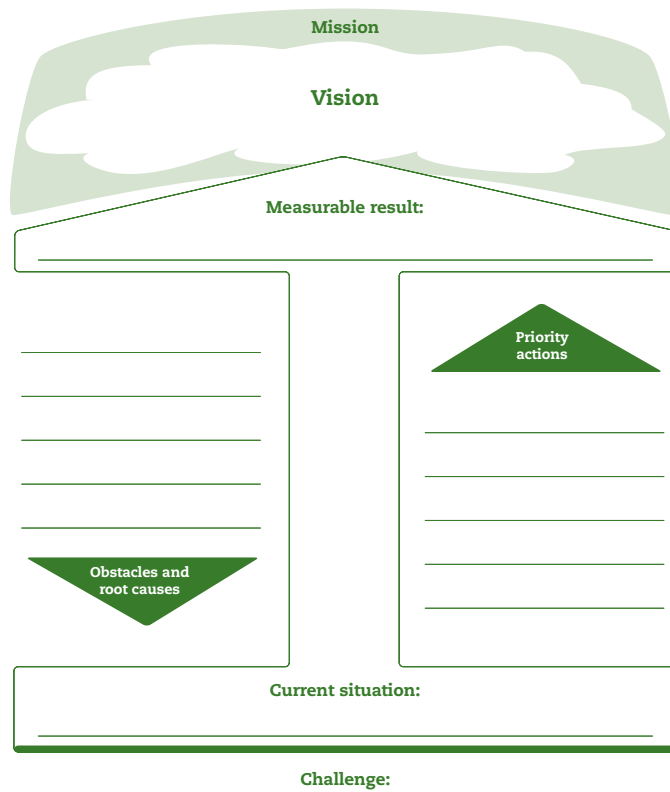 Mission
Vision
Measurable result:
Priority
actions
Obstacles and
root causes
Current situation:
Challenge: